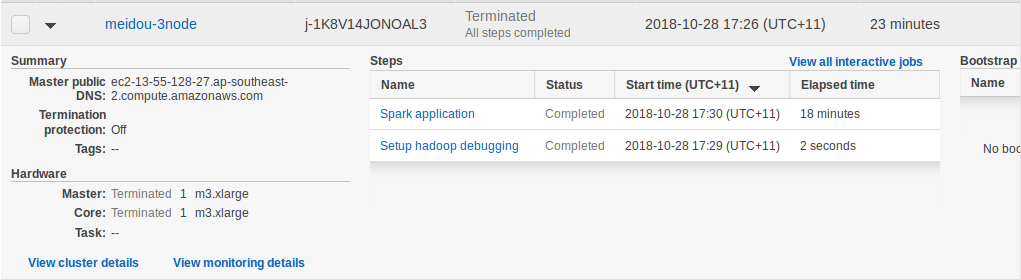 meidou-3node j-1K8V14JONOAL3 Terminated 2018-10-28 17:26 (UTC+11) 23 minutes
All steps completed
Summary
Master public DNS: ec2-13-55-128-27.ap-southeast-
2.compute.amazonaws.com
Termination
protection: Off
Tags: --
Hardware
Master: Terminated 1 m3.xlarge
Core: Terminated 1 m3.xlarge
Task: --
View cluster details View monitoring details
Steps View all interactive jobs
Name Status Start time (UTC+11) Elapsed time
Spark application Completed 2018-10-28 17:30 (UTC+11) 18 minutes
Setup hadoop debugging Completed 2018-10-28 17:29 (UTC+11) 2 seconds
Bootstrap
Name
No boo